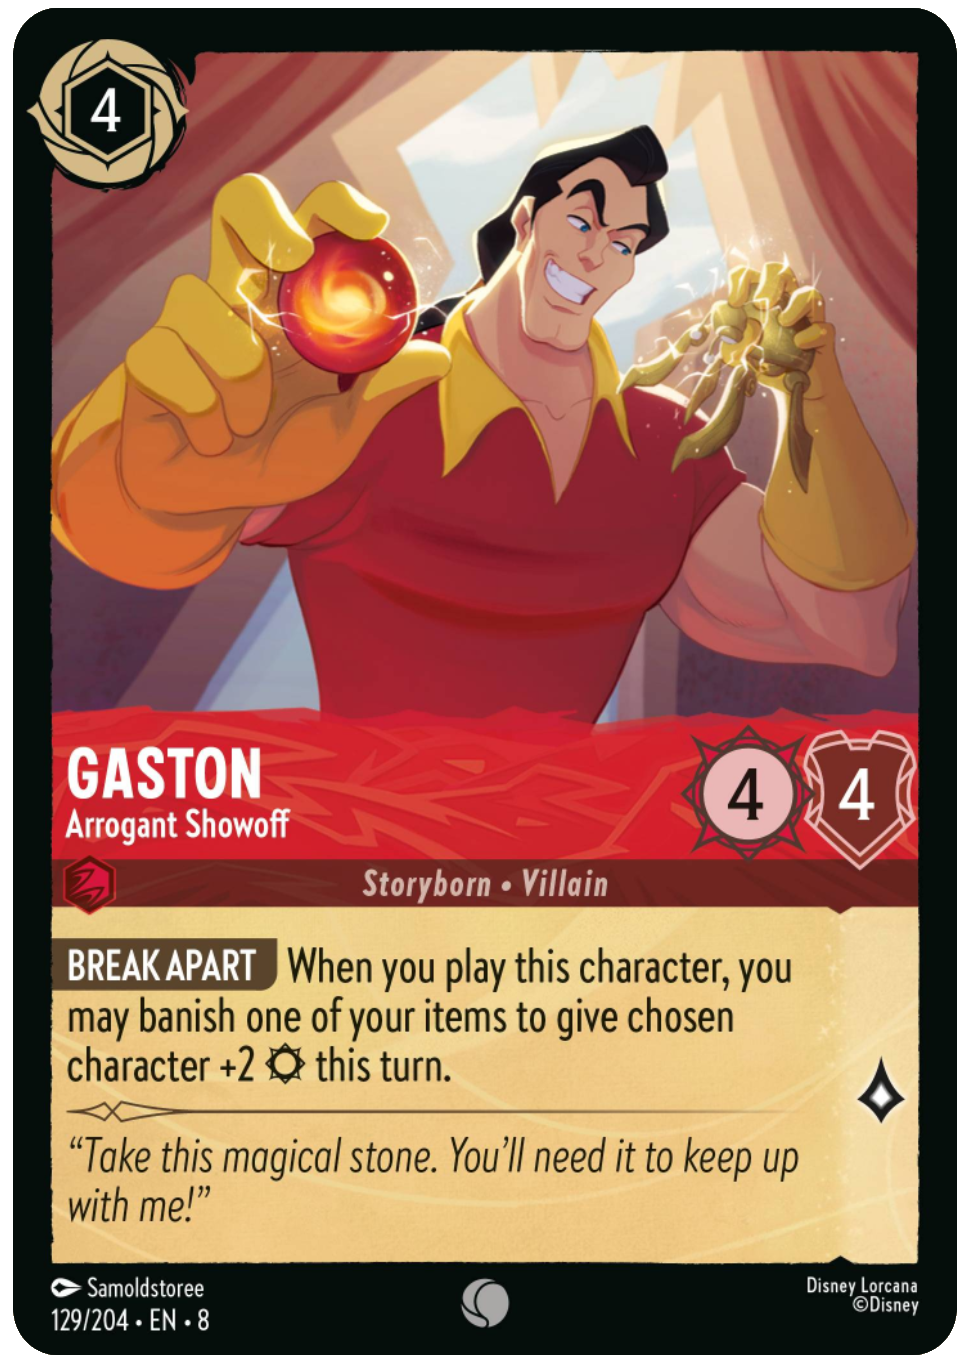 4
GASTON
Arrogant Showoff
4
4
Storyborn • Villain
BREAK APART When you play this character, you
may banish one of your items to give chosen
character +2 this turn.
“Take this magical stone. You’ll need it to keep up
with me!”
Samoldstoree
129/204 • EN • 8
Disney Lorcana
©Disney